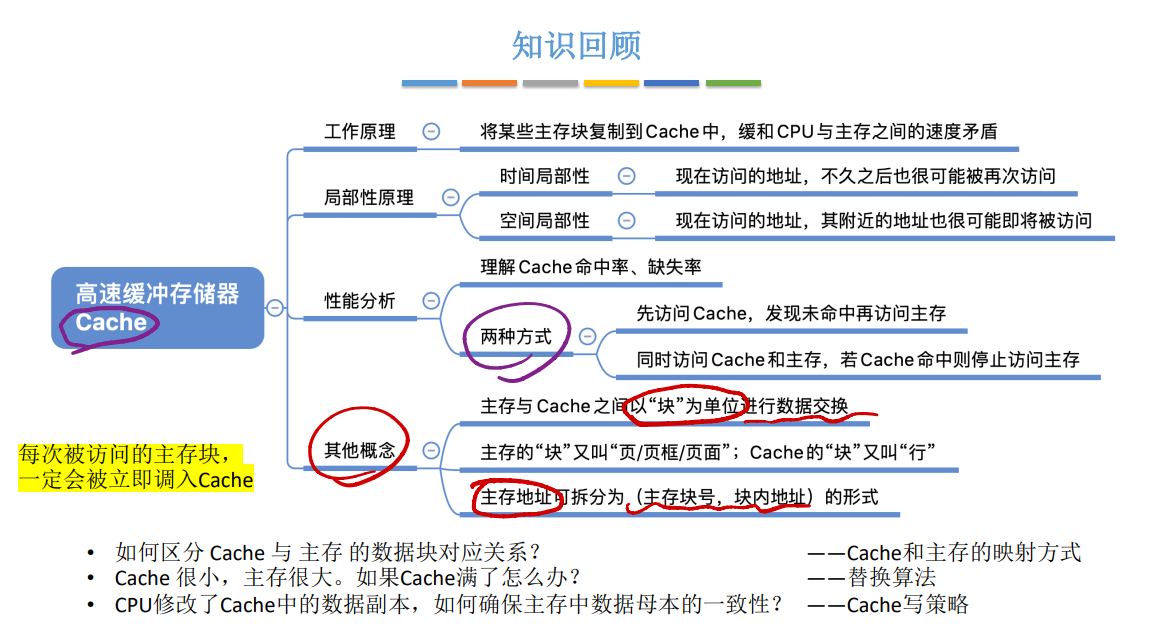 知识回顾
工作原理
将某些主存块复制到Cache中，缓和CPU与主存之间的速度矛盾
局部性原理
时间局部性
现在访问的地址，不久之后也很可能被再次访问
空间局部性
现在访问的地址，其附近的地址也很可能即将被访问
高速缓冲存储器
Cache
性能分析
理解Cache命中率、缺失率
两种方式
先访问Cache，发现未命中再访问主存
同时访问Cache和主存，若Cache命中则停止访问主存
其他概念
主存与Cache之间以“块”为单位进行数据交换
主存的“块”又叫“页/页框/页面”；Cache的“块”又叫“行”
主存地址可拆分为（主存块号，块内地址）的形式
每次被访问的主存块，
一定会被立即调入Cache
• 如何区分 Cache 与 主存 的数据块对应关系？ ——Cache和主存的映射方式
• Cache 很小，主存很大。如果Cache满了怎么办？ ——替换算法
• CPU修改了Cache中的数据副本，如何确保主存中数据母本的一致性？ ——Cache写策略